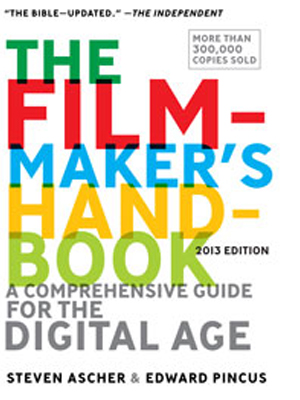 "THE BIBLE—UPDATED." —THE INDEPENDENT
MORE THAN
300,000
COPIES SOLD
THE
FILM-
MAKER'S
HAND-
BOOK
2013 EDITION
A COMPREHENSIVE GUIDE
FOR THE
DIGITAL AGE
STEVEN ASCHER & EDWARD PINCUS